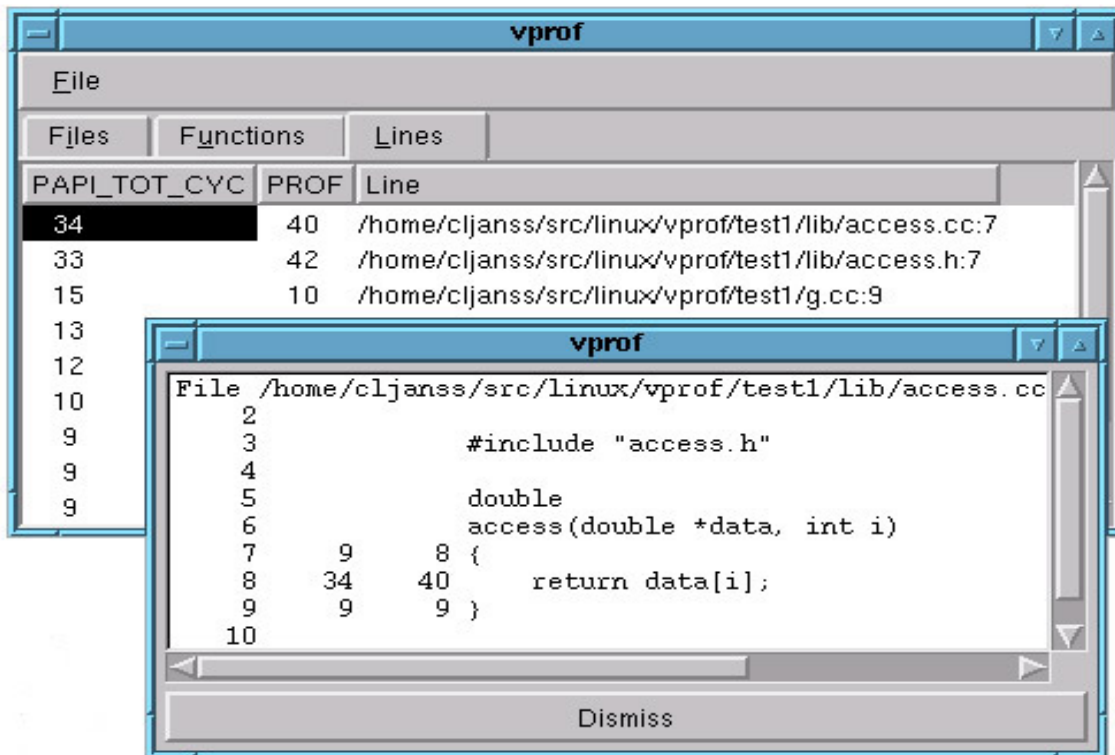 vprof
File
Files Functions Lines
PAPI_TOT_CYC PROF Line
34 40 /home/cljanss/src/linux/vprof/test1/lib/access.cc:7
33 42 /home/cljanss/src/linux/vprof/test1/lib/access.h:7
15 10 /home/cljanss/src/linux/vprof/test1/g.cc:9
13
12
10
9
9
9
vprof
File /home/cljanss/src/linux/vprof/test1/lib/access.cc
2
3 #include "access.h"
4
5 double
6 access(double *data, int i)
7 9 8 {
8 34 40 return data[i];
9 9 9 }
10
Dismiss